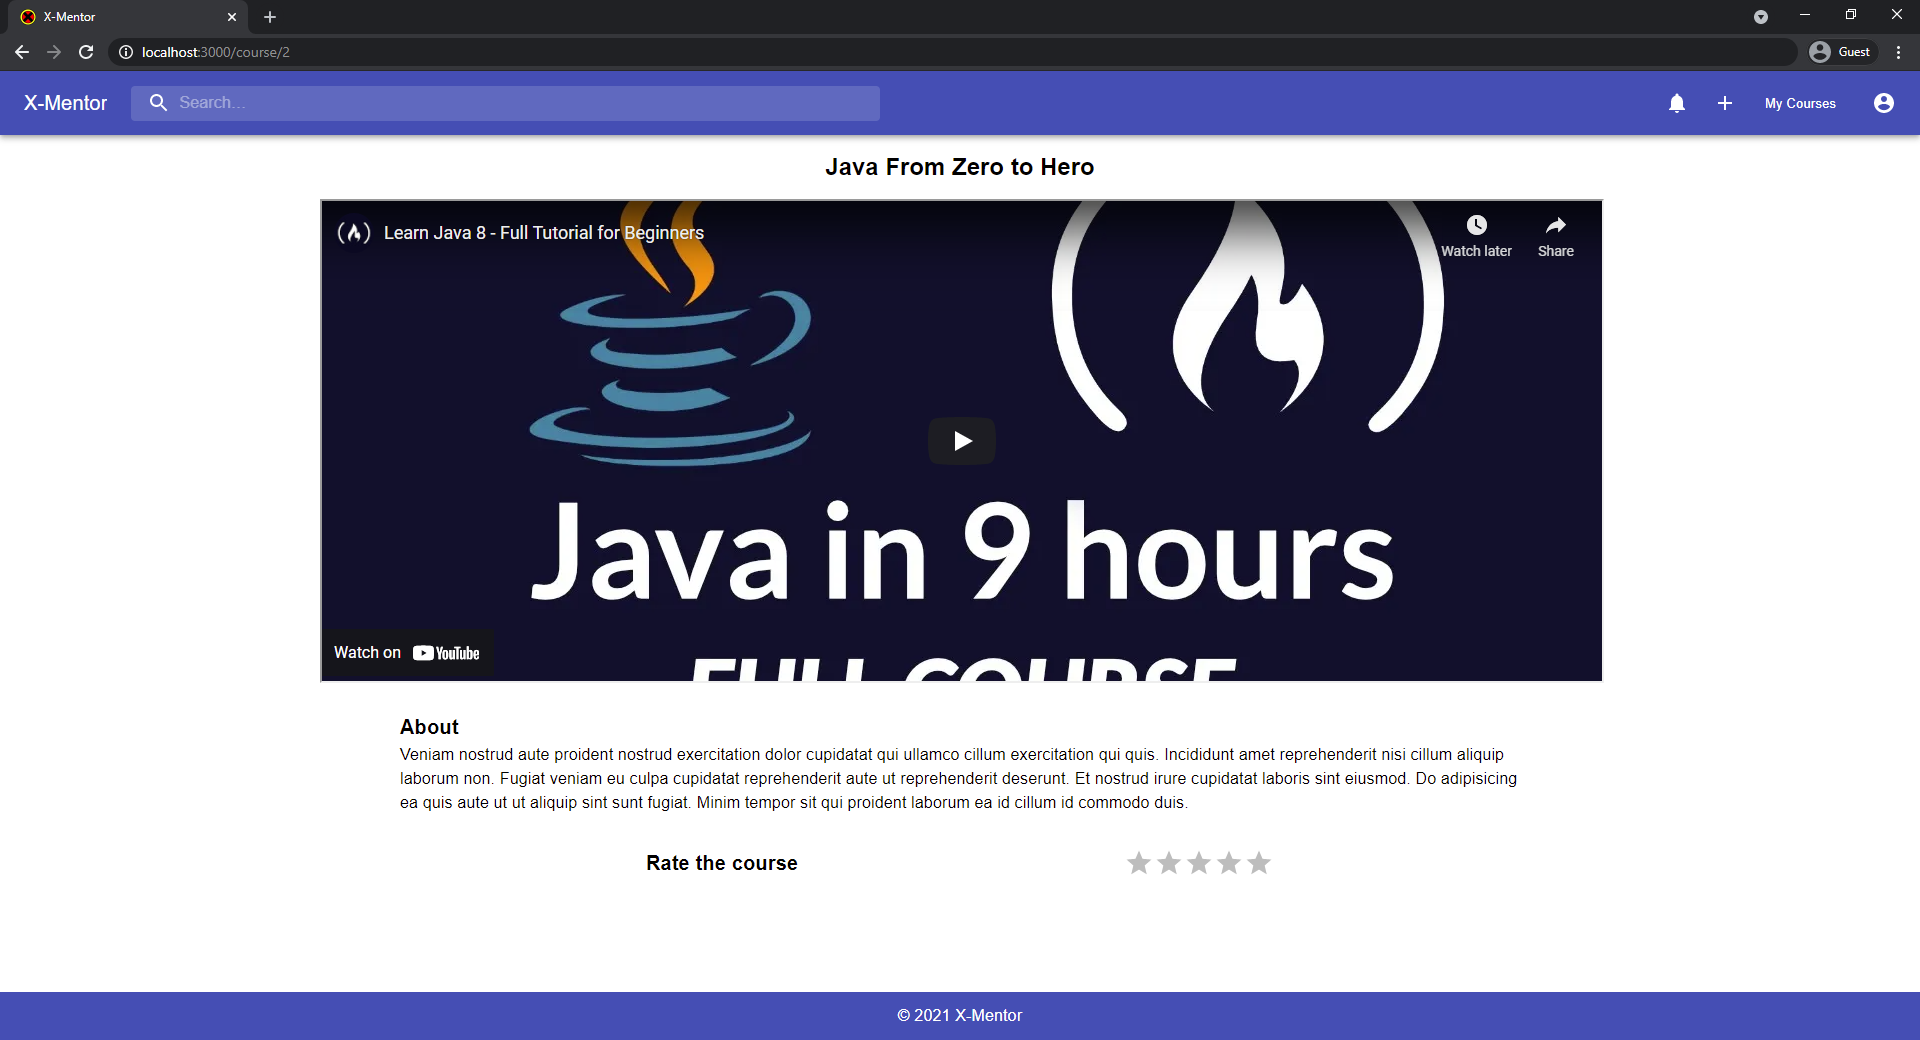 X-Mentor
localhost:3000/course/2
Guest
X-Mentor
Search...
My Courses
Java From Zero to Hero
Learn Java 8 - Full Tutorial for Beginners
Watch later
Share
Java in 9 hours
FULL COURSE
Watch on YouTube
About
Veniam nostrud aute proident nostrud exercitation dolor cupidatat qui ullamco cillum exercitation qui quis. Incididunt amet reprehenderit nisi cillum aliquip
laborum non. Fugiat veniam eu culpa cupidatat reprehenderit aute ut reprehenderit deserunt. Et nostrud irure cupidatat laboris sint eiusmod. Do adipisicing
ea quis aute ut ut aliquip sint sunt fugiat. Minim tempor sit qui proident laborum ea id cillum id commodo duis.
Rate the course
© 2021 X-Mentor